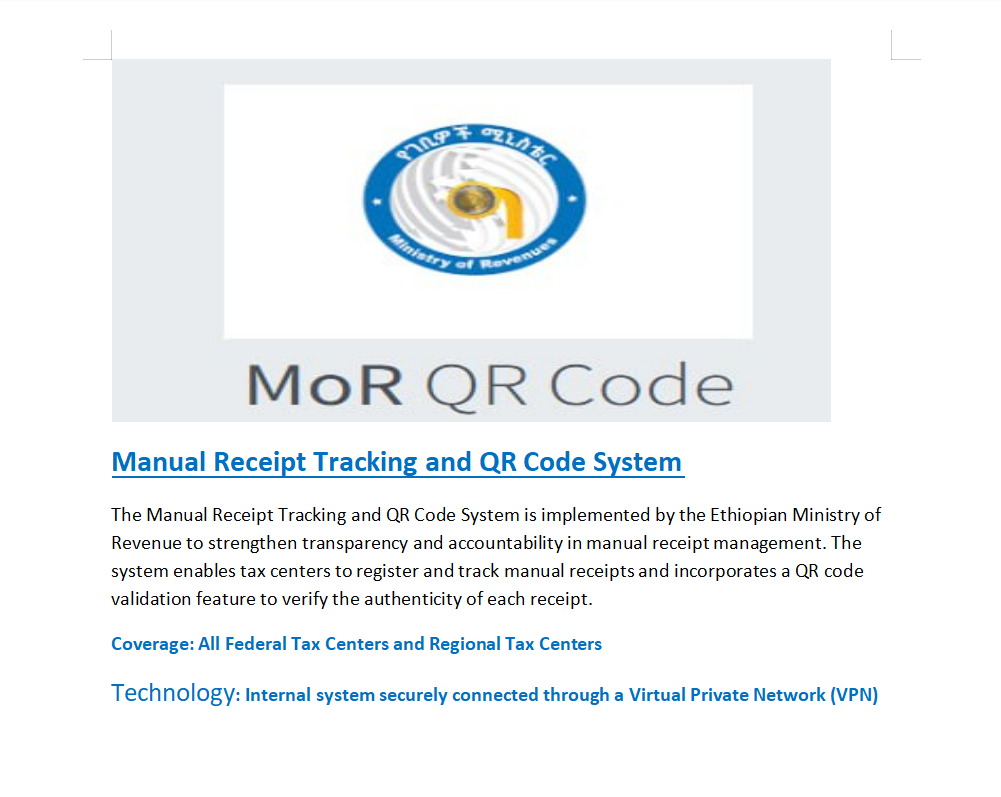 የገቢዎች ሚኒስቴር
Ministry of Revenues
MoR QR Code
Manual Receipt Tracking and QR Code System
The Manual Receipt Tracking and QR Code System is implemented by the Ethiopian Ministry of
Revenue to strengthen transparency and accountability in manual receipt management. The
system enables tax centers to register and track manual receipts and incorporates a QR code
validation feature to verify the authenticity of each receipt.
Coverage: All Federal Tax Centers and Regional Tax Centers
Technology: Internal system securely connected through a Virtual Private Network (VPN)